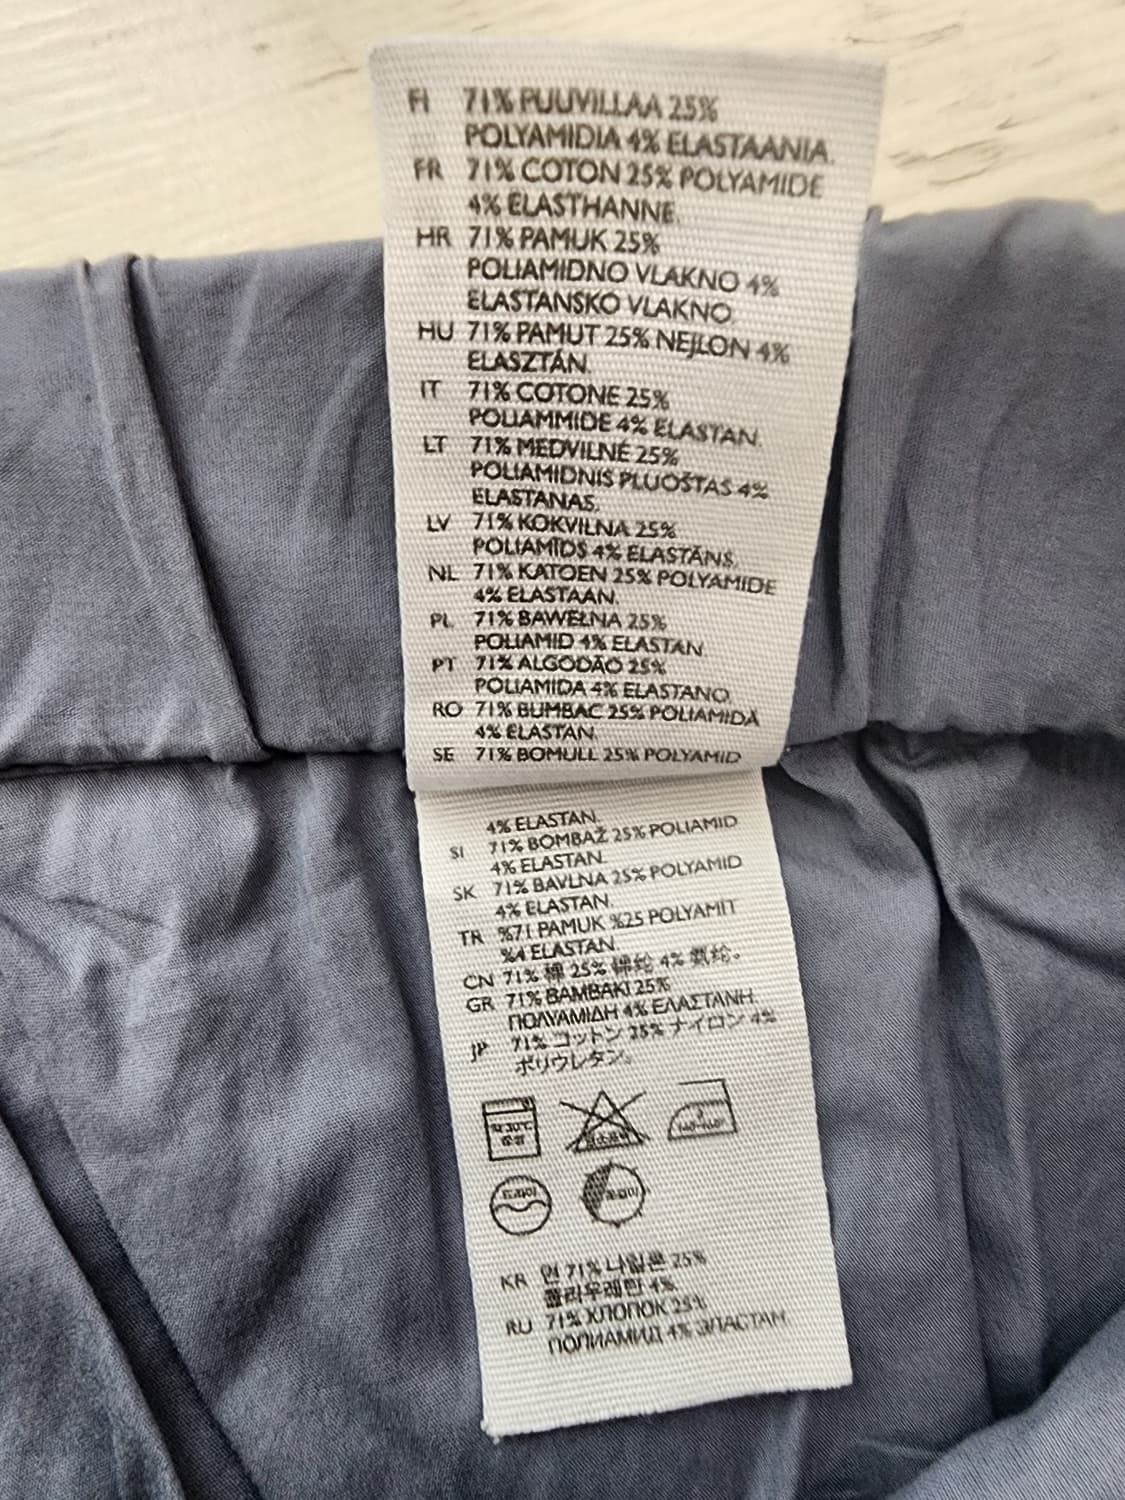 FI 71% PUUVILLAA 25%
POLYAMIDIA 4% ELASTAANIA.
FR 71% COTON 25% POLYAMIDE
4% ELASTHANNE.
HR 71% PAMUK 25%
POLIAMIDNO VLAKNO 4%
ELASTANSKO VLAKNO.
HU 71% PAMUT 25% NEJLON 4%
ELASZTÁN.
IT 71% COTONE 25%
POLIAMMIDE 4% ELASTAN.
LT 71% MEDVILNĖ 25%
POLIAMIDNIS PLUOŠTAS 4%
ELASTANAS.
LV 71% KOKVILNA 25%
POLIAMĪDS 4% ELASTĀNS.
NL 71% KATOEN 25% POLYAMIDE
4% ELASTAAN.
PL 71% BAWEŁNA 25%
POLIAMID 4% ELASTAN.
PT 71% ALGODÃO 25%
POLIAMIDA 4% ELASTANO.
RO 71% BUMBAC 25% POLIAMIDĂ
4% ELASTAN.
SE 71% BOMULL 25% POLYAMID
4% ELASTAN.
SI 71% BOMBAŽ 25% POLIAMID
4% ELASTAN.
SK 71% BAVLNA 25% POLYAMID
4% ELASTAN.
TR %71 PAMUK %25 POLYAMIT
%4 ELASTAN.
CN 71% 棉 25% 锦纶 4% 氨纶。
GR 71% ΒΑΜΒΑΚΙ 25%
ΠΟΛΥΑΜΙΔΗ 4% ΕΛΑΣΤΑΝΗ.
JP 71% コットン 25% ナイロン 4%
ポリウレタン。
약 30℃
중성
드라이
KR 면 71% 나일론 25%
폴리우레탄 4%
RU 71% ХЛОПОК 25%
ПОЛИАМИД 4% ЭЛАСТАН